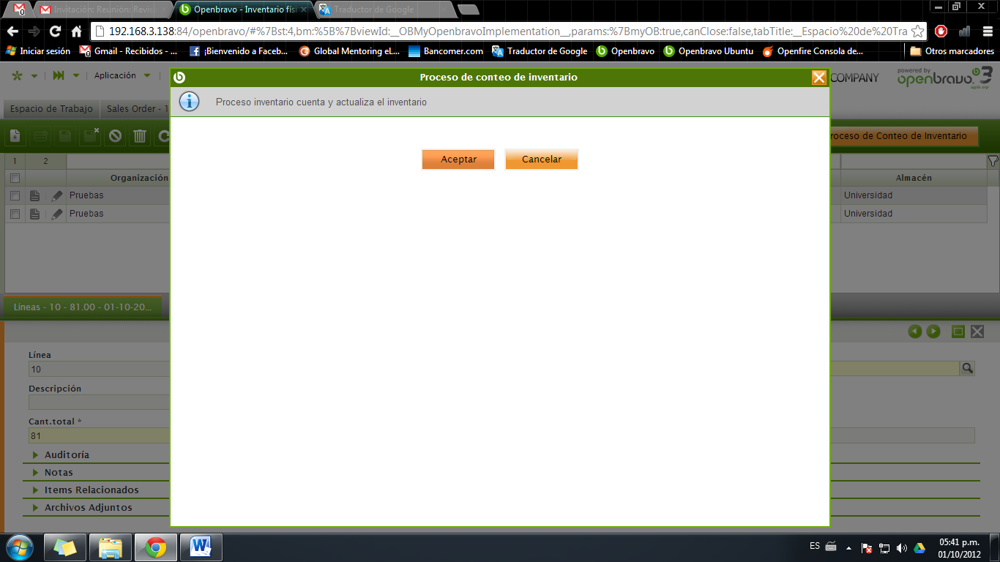 Invitación: Reunión: Revis
Openbravo - Inventario físi
Traductor de Google
192.168.3.138:84/openbravo/#%7Bst:4,bm:%5B%7BviewId:__OBMyOpenbravoImplementation__,params:%7BmyOB:true,canClose:false,tabTitle:__Espacio%20de%20Tra
Iniciar sesión
Gmail - Recibidos - ...
¡Bienvenido a Faceb...
Global Mentoring eL...
Bancomer.com
Traductor de Google
Openbravo
Openbravo Ubuntu
Openfire Consola de...
Otros marcadores
Aplicación
Proceso de conteo de inventario
COMPANY
powered by
openbravo 3
agile erp
Proceso inventario cuenta y actualiza el inventario
Espacio de Trabajo
Sales Order - 1
roceso de Conteo de Inventario
Aceptar
Cancelar
1
2
Organización
Almacén
Pruebas
Universidad
Pruebas
Universidad
Líneas - 10 - 81.00 - 01-10-20...
Línea
10
Descripción
Cant.total *
81
Auditoría
Notas
Items Relacionados
Archivos Adjuntos
ES
05:41 p.m.
01/10/2012